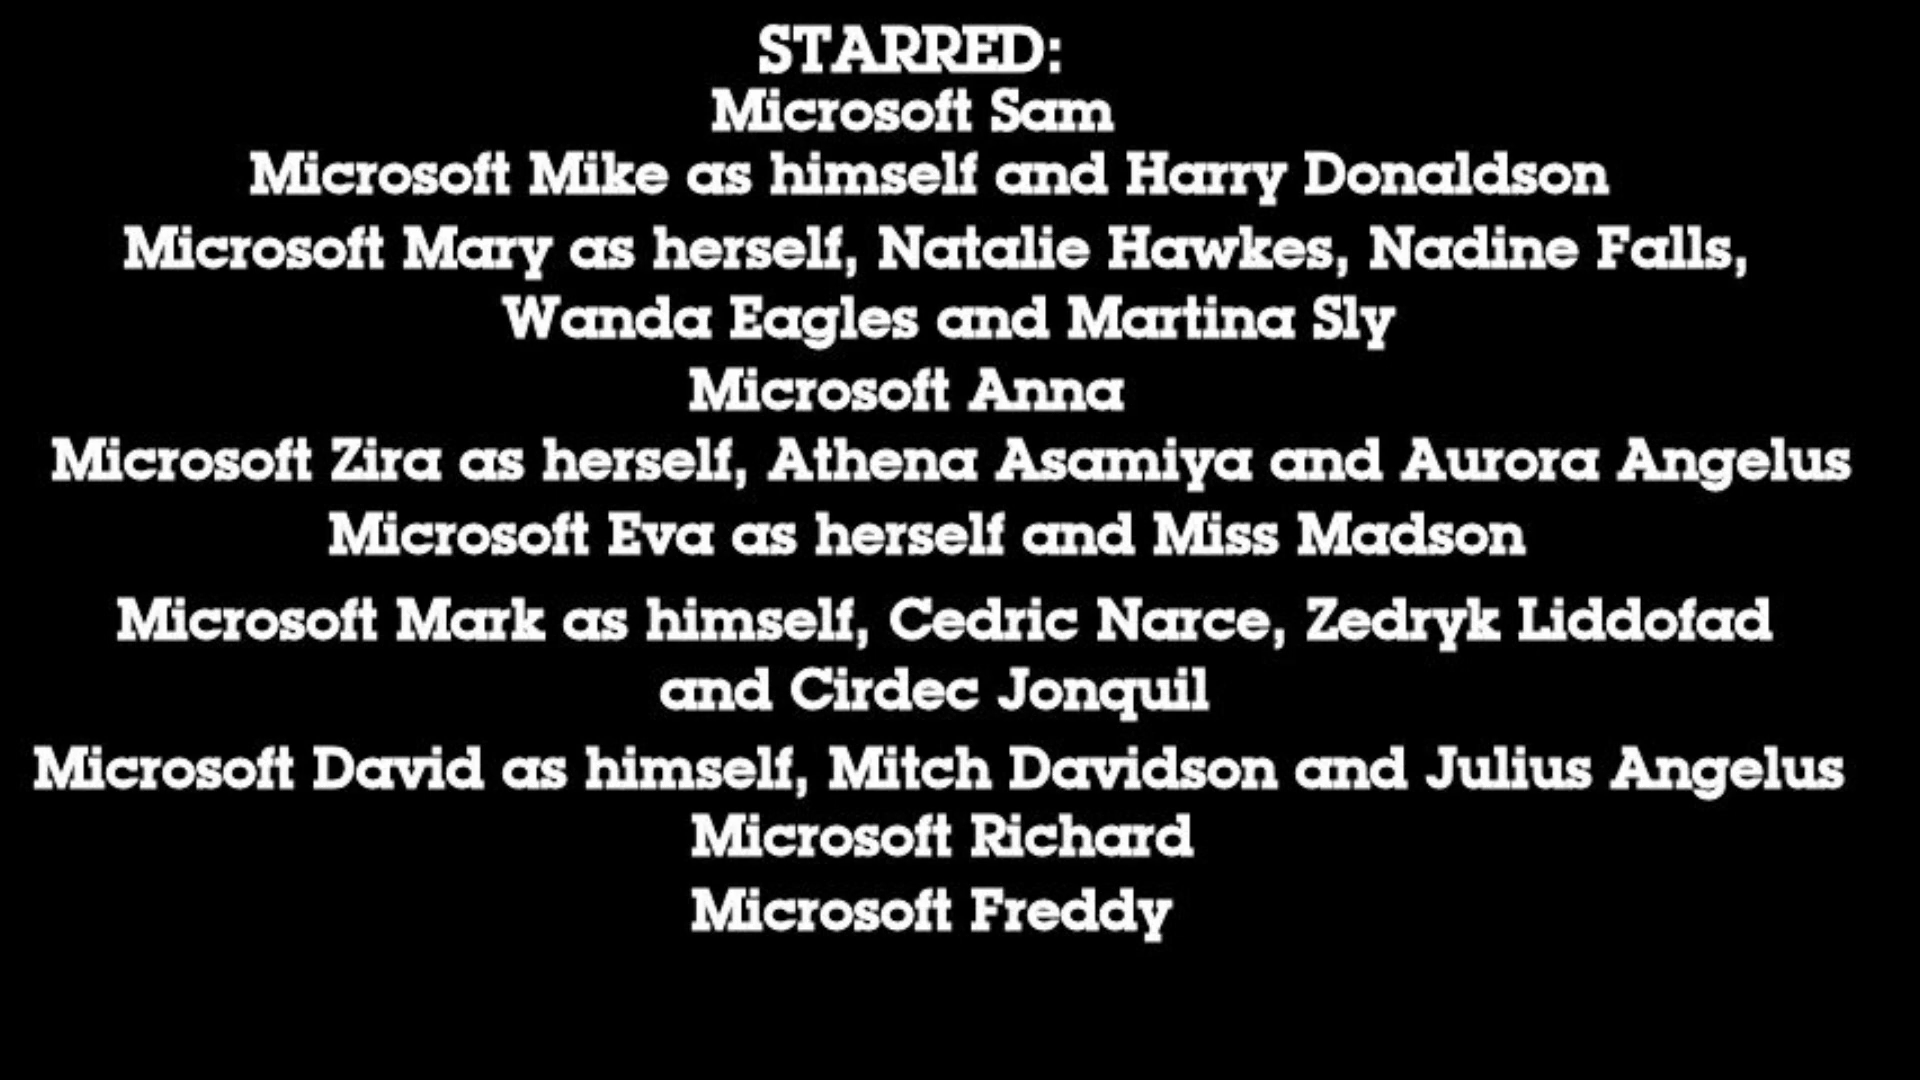 STARRED:
Microsoft Sam
Microsoft Mike as himself and Harry Donaldson
Microsoft Mary as herself, Natalie Hawkes, Nadine Falls,
Wanda Eagles and Martina Sly
Microsoft Anna
Microsoft Zira as herself, Athena Asamiya and Aurora Angelus
Microsoft Eva as herself and Miss Madson
Microsoft Mark as himself, Cedric Narce, Zedryk Liddofad
and Cirdec Jonquil
Microsoft David as himself, Mitch Davidson and Julius Angelus
Microsoft Richard
Microsoft Freddy